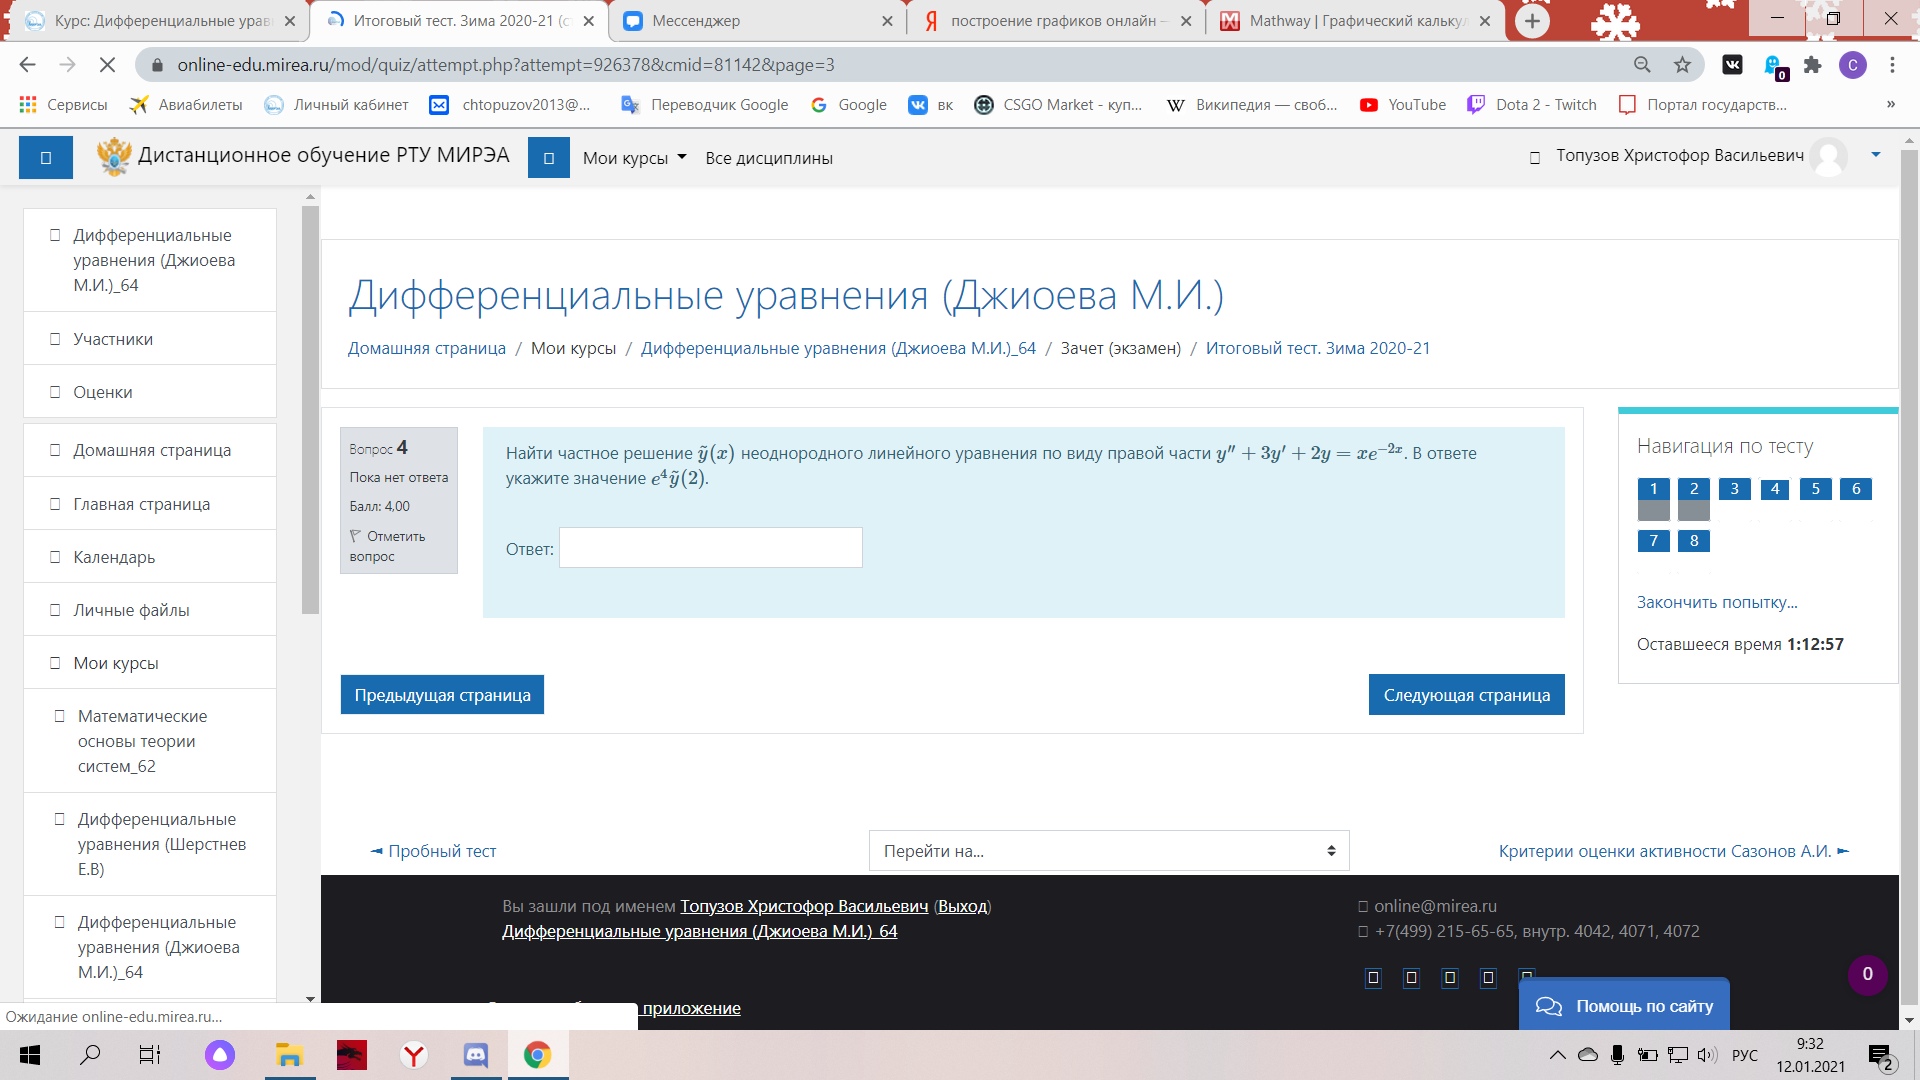 Курс: Дифференциальные урав
Итоговый тест. Зима 2020-21 (с
Мессенджер
построение графиков онлайн —
Mathway | Графический калькул
online-edu.mirea.ru/mod/quiz/attempt.php?attempt=926378&cmid=81142&page=3
0
C
Сервисы
Авиабилеты
Личный кабинет
chtopuzov2013@...
Переводчик Google
Google
вк
CSGO Market - куп...
Википедия — своб...
YouTube
Dota 2 - Twitch
Портал государств...
»
Дистанционное обучение РТУ МИРЭА
Мои курсы
Все дисциплины
Топузов Христофор Васильевич
Дифференциальные
уравнения (Джиоева
М.И.)_64
Участники
Оценки
Домашняя страница
Главная страница
Календарь
Личные файлы
Мои курсы
Математические
основы теории
систем_62
Дифференциальные
уравнения (Шерстнев
Е.В)
Дифференциальные
уравнения (Джиоева
М.И.)_64
Дифференциальные уравнения (Джиоева М.И.)
Домашняя страница / Мои курсы / Дифференциальные уравнения (Джиоева М.И.)_64 / Зачет (экзамен) / Итоговый тест. Зима 2020-21
Вопрос 4
Пока нет ответа
Балл: 4,00
Отметить
вопрос
Найти частное решение ỹ(x) неоднородного линейного уравнения по виду правой части y″ + 3y′ + 2y = xe⁻²ˣ. В ответе
укажите значение e⁴ỹ(2).
Ответ:
Предыдущая страница
Следующая страница
Навигация по тесту
1 2 3 4 5 6
7 8
Закончить попытку...
Оставшееся время 1:12:57
◄ Пробный тест
Перейти на...
Критерии оценки активности Сазонов А.И. ►
Вы зашли под именем Топузов Христофор Васильевич (Выход)
Дифференциальные уравнения (Джиоева М.И.)_64
приложение
online@mirea.ru
+7(499) 215-65-65, внутр. 4042, 4071, 4072
0
Помощь по сайту
Ожидание online-edu.mirea.ru...
РУС
9:32
12.01.2021
2